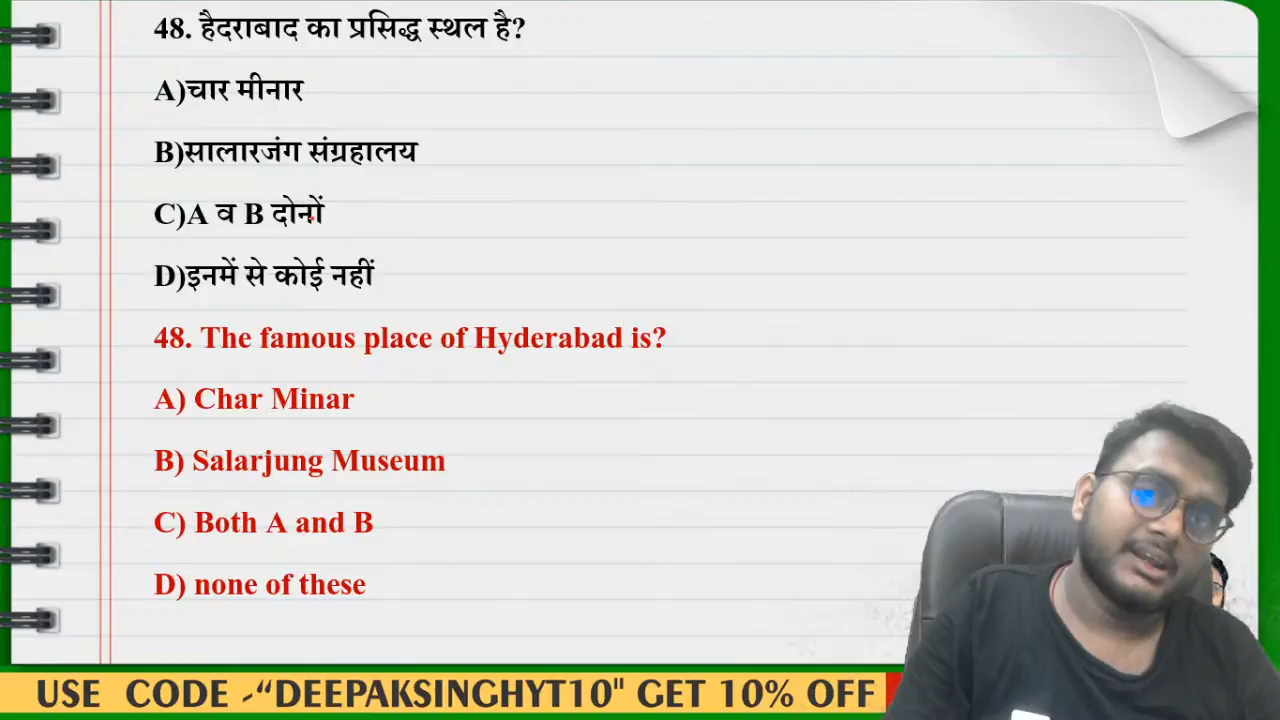 48. हैदराबाद का प्रसिद्ध स्थल है?
A)चार मीनार
B)सालारजंग संग्रहालय
C)A व B दोनों
D)इनमें से कोई नहीं
48. The famous place of Hyderabad is?
A) Char Minar
B) Salarjung Museum
C) Both A and B
D) none of these
USE CODE -“DEEPAKSINGHYT10" GET 10% OFF